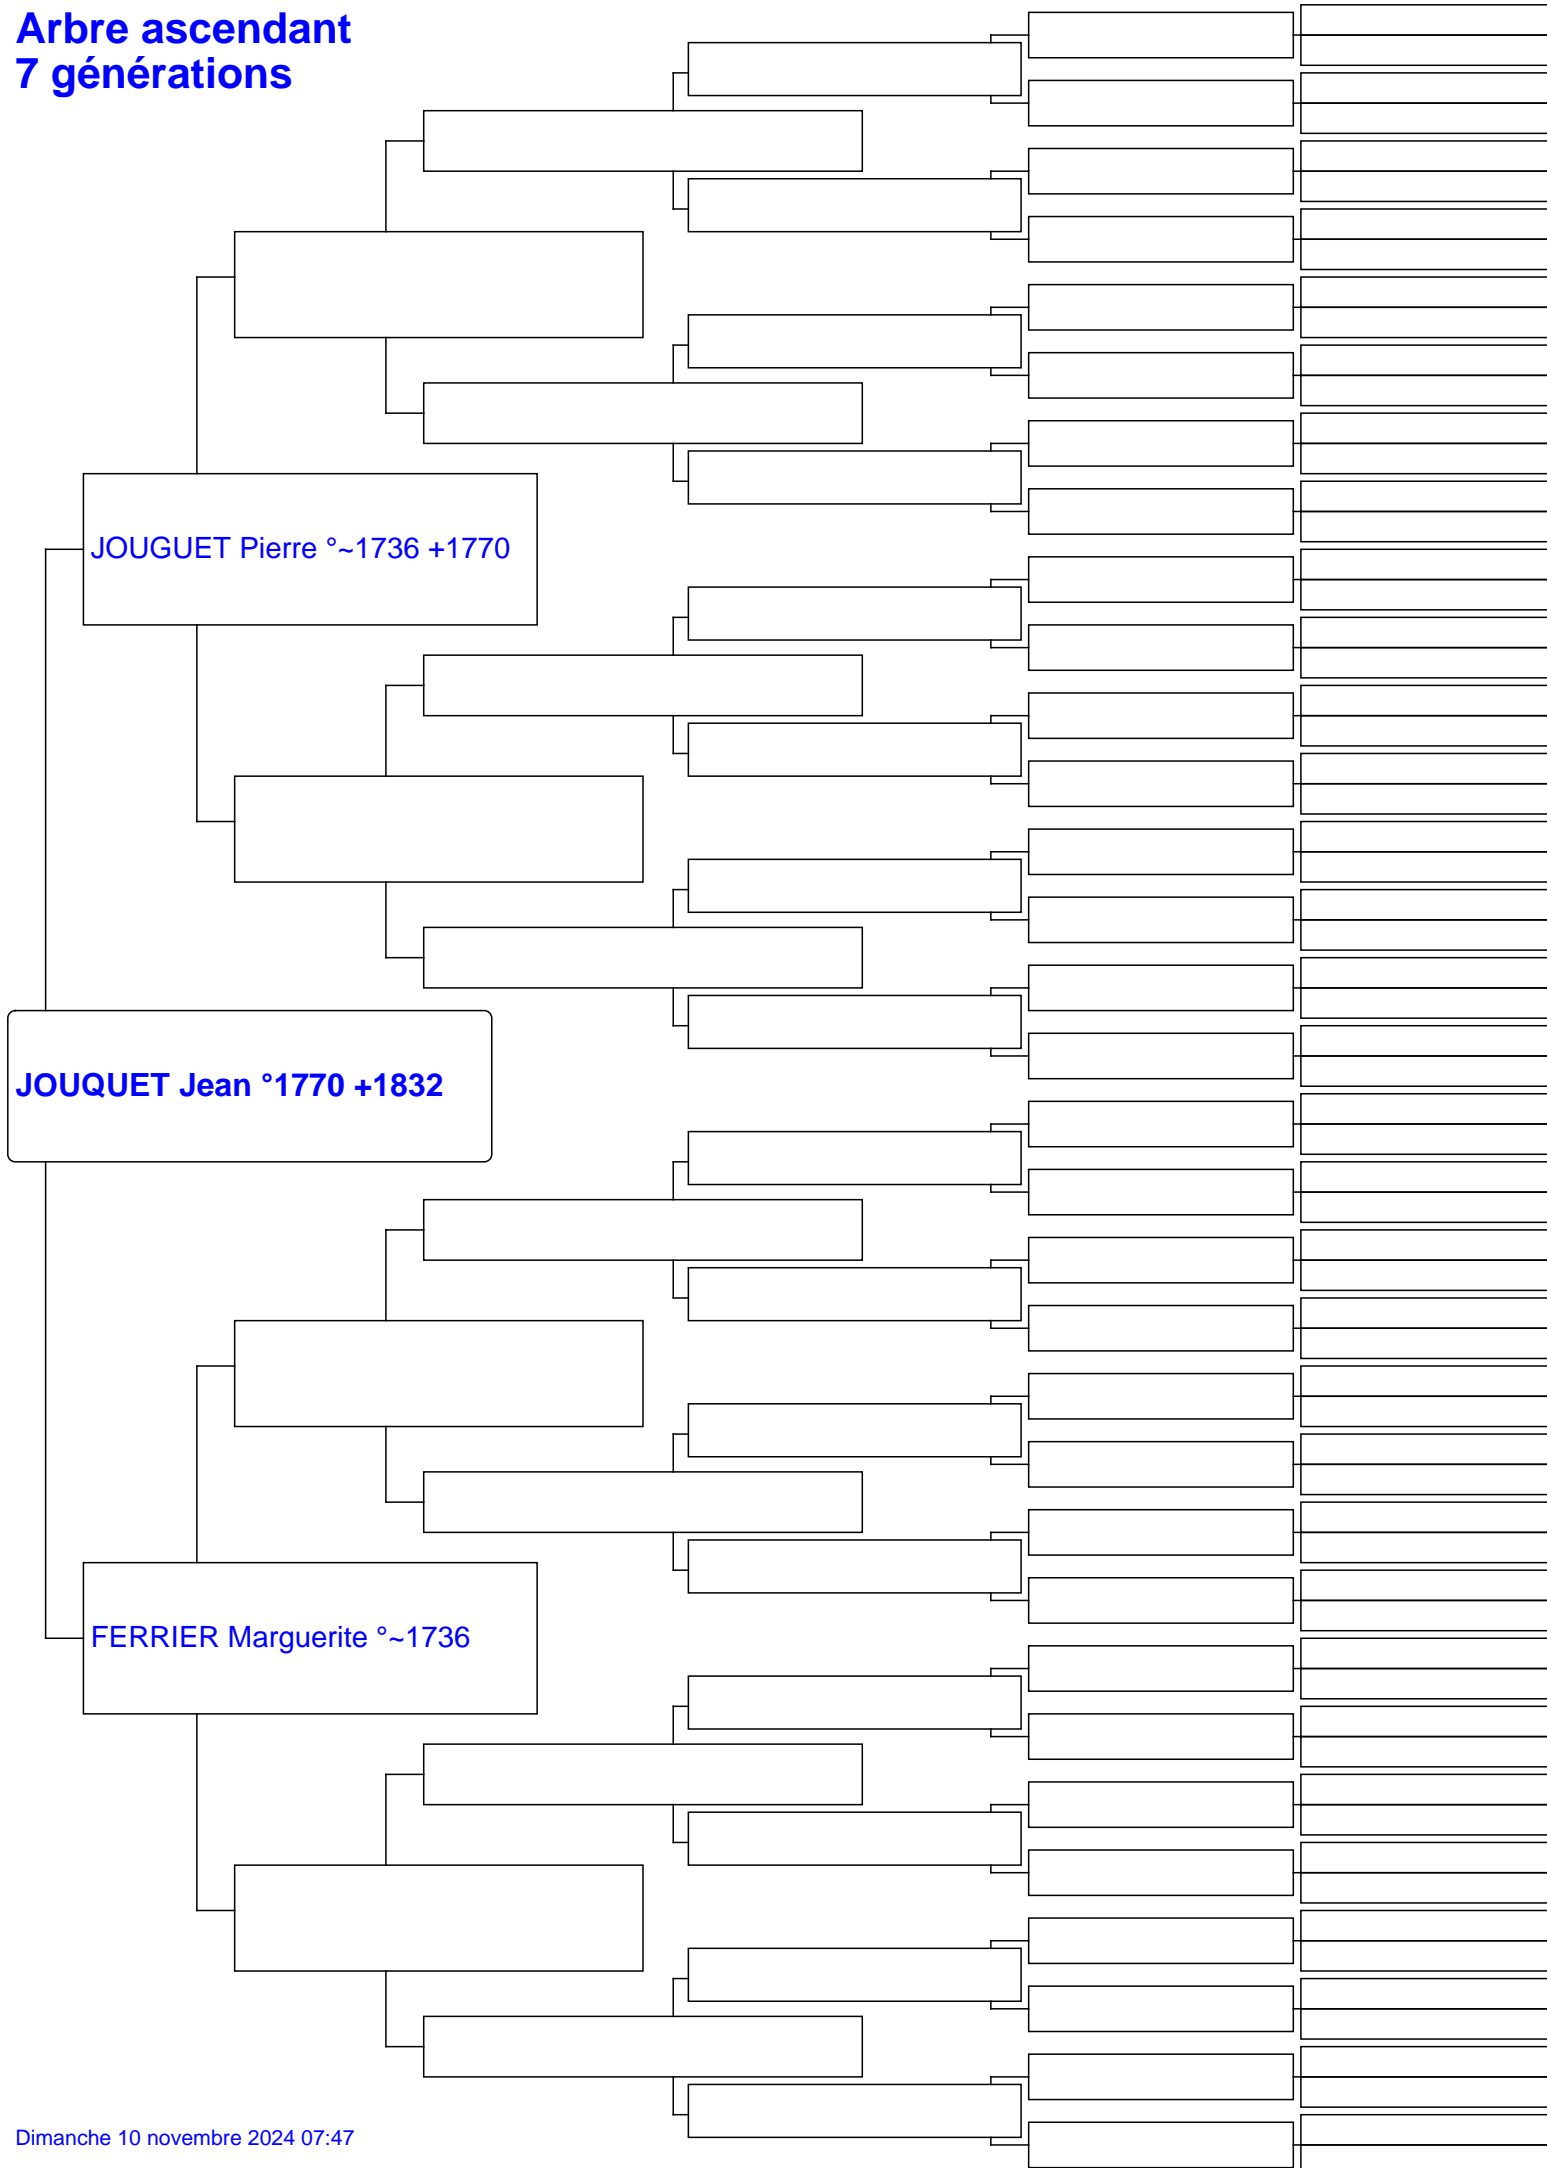 Arbre ascendant
7 générations
JOUGUET Pierre °~1736 +1770
JOUQUET Jean °1770 +1832
FERRIER Marguerite °~1736
Dimanche 10 novembre 2024 07:47